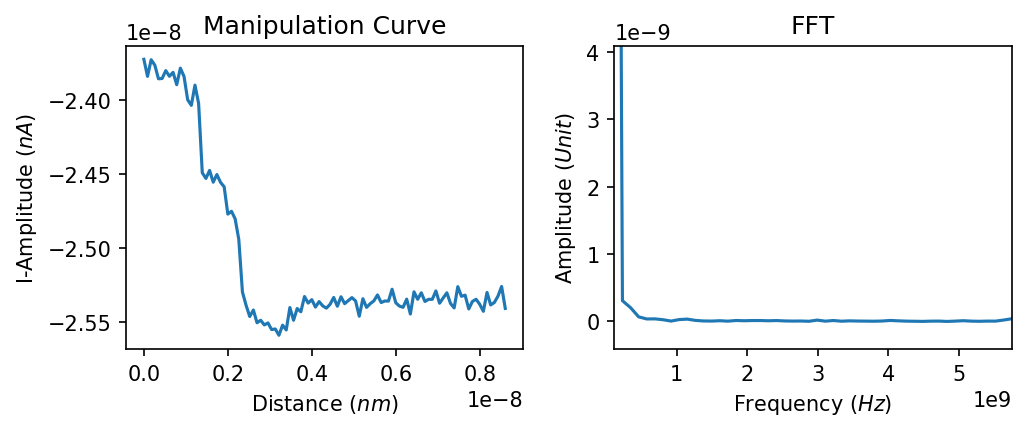 Manipulation Curve
1e−8
I-Amplitude (nA)
−2.40
−2.45
−2.50
−2.55
0.0 0.2 0.4 0.6 0.8
1e−8
Distance (nm)
FFT
1e−9
Amplitude (Unit)
4
3
2
1
0
1 2 3 4 5
1e9
Frequency (Hz)